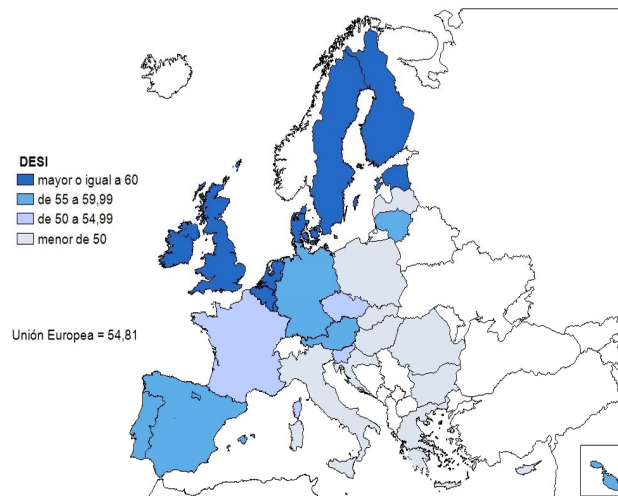 DESI
mayor o igual a 60
de 55 a 59,99
de 50 a 54,99
menor de 50
Unión Europea = 54,81